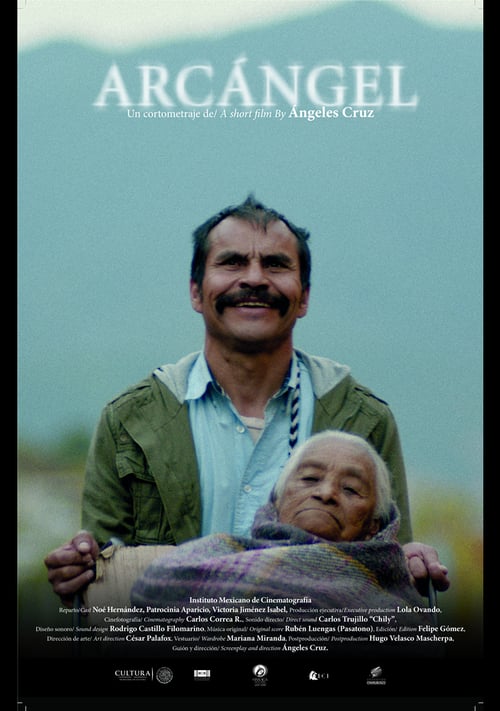 ARCÁNGEL
Un cortometraje de/ A short film By Ángeles Cruz
Instituto Mexicano de Cinematografía
Reparto/Cast Noé Hernández, Patrocinia Aparicio, Victoria Jiménez Isabel, Producción ejecutiva/Executive production Lola Ovando,
Cinefotografía/ Cinematography Carlos Correa R., Sonido directo/ Direct sound Carlos Trujillo "Chily",
Diseño sonoro/ Sound design Rodrigo Castillo Filomarino, Música original/ Original score Rubén Luengas (Pasatono), Edición/ Edition Felipe Gómez,
Dirección de arte/ Art direction César Palafox, Vestuario/ Wardrobe Mariana Miranda, Postproducción/ Postproduction Hugo Velasco Mascherpa,
Guión y dirección/ Screenplay and direction Ángeles Cruz.
CULTURA